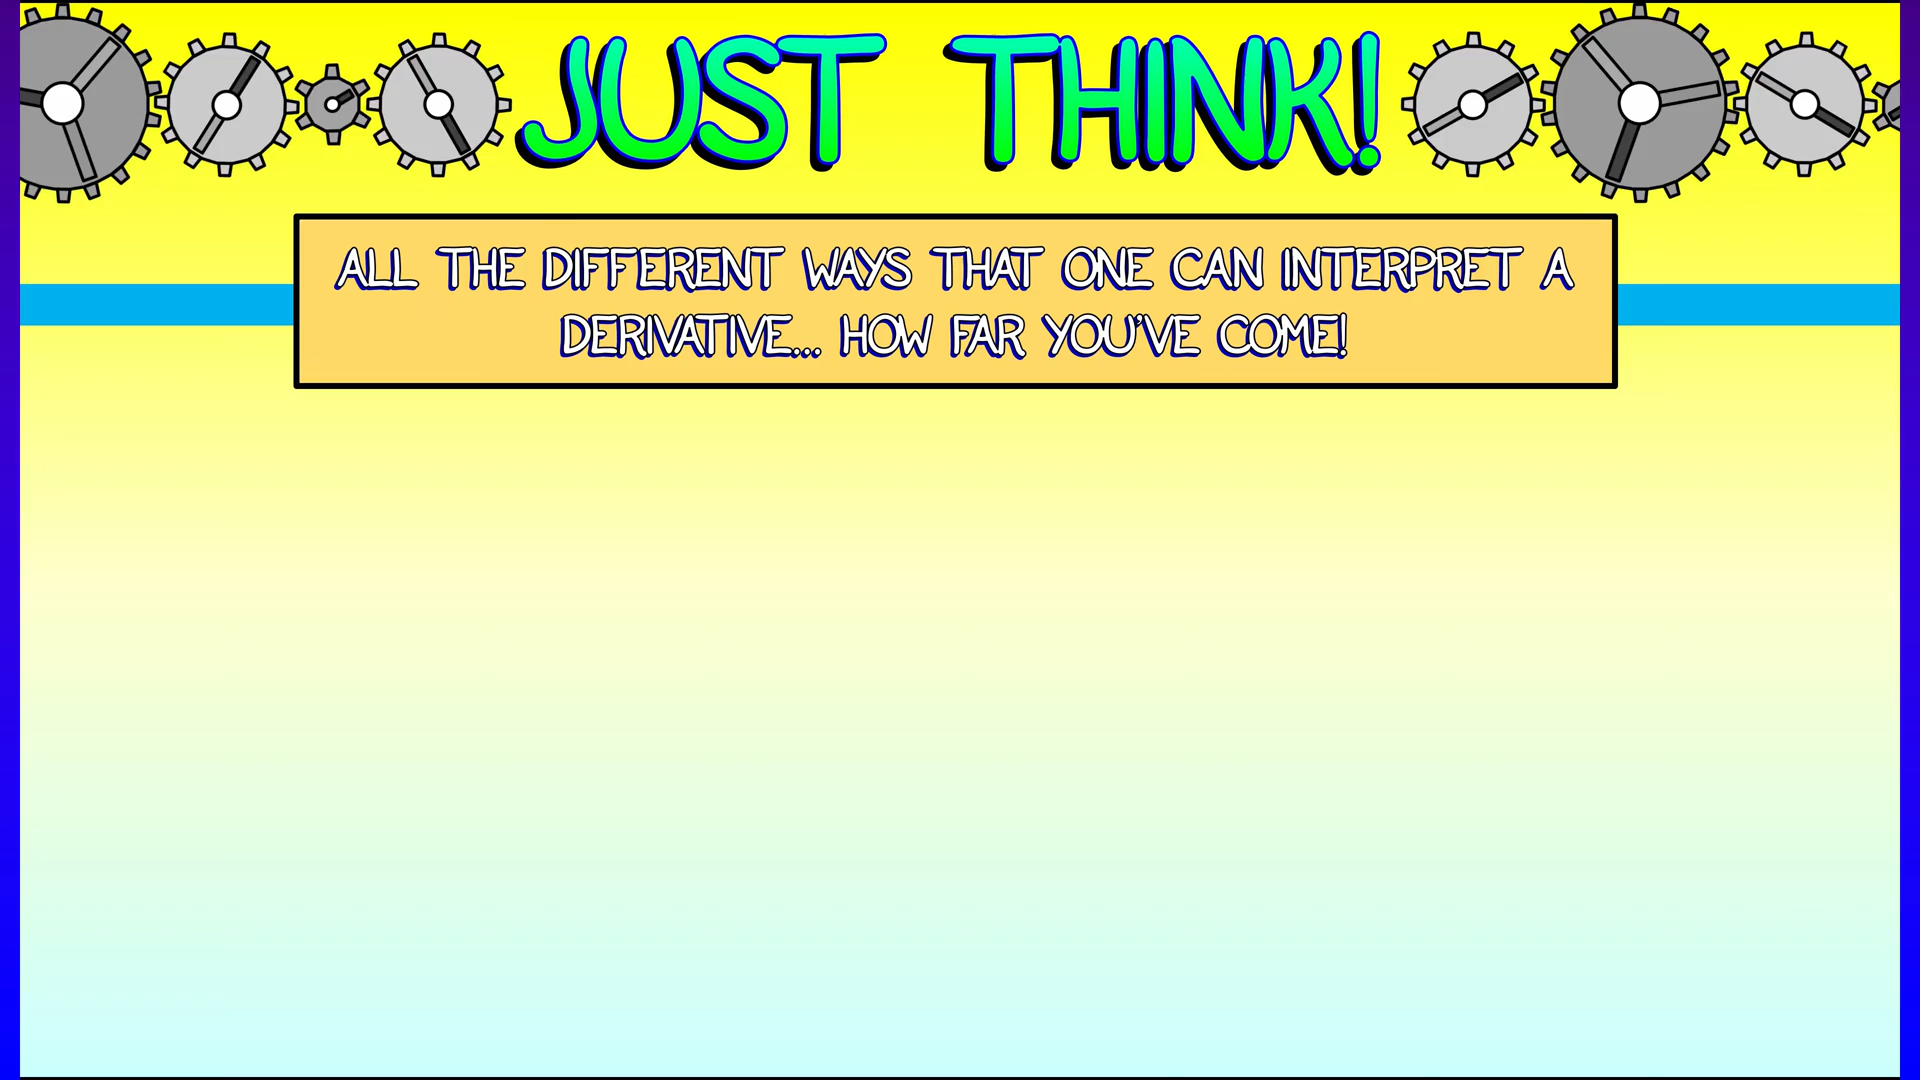 JUST THINK!
ALL THE DIFFERENT WAYS THAT ONE CAN INTERPRET A
DERIVATIVE... HOW FAR YOU'VE COME!